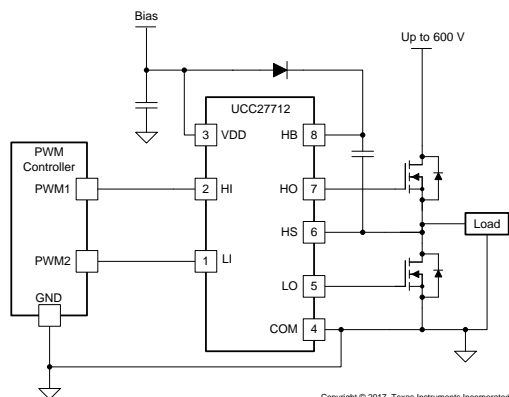 Bias
Up to 600 V
UCC27712
3 VDD
HB 8
PWM
Controller
PWM1
2 HI
HO 7
HS 6
Load
PWM2
1 LI
LO 5
GND
COM 4
Copyright © 2017, Texas Instruments Incorporated